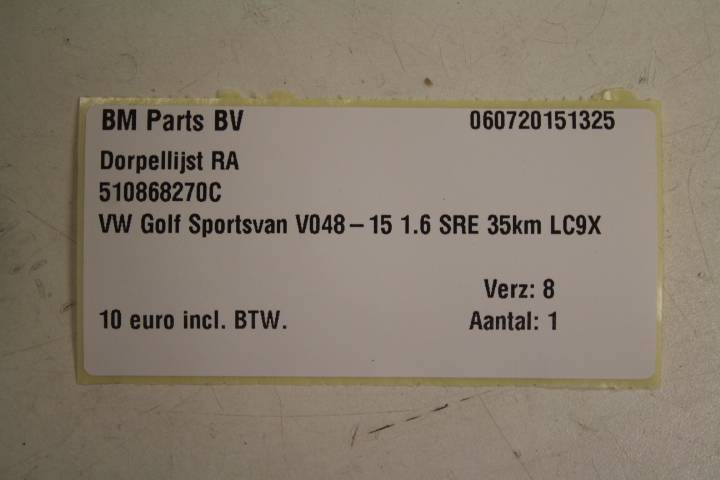 BM Parts BV 060720151325
Dorpellijst RA
510868270C
VW Golf Sportsvan V048-15 1.6 SRE 35km LC9X
Verz: 8
10 euro incl. BTW. Aantal: 1